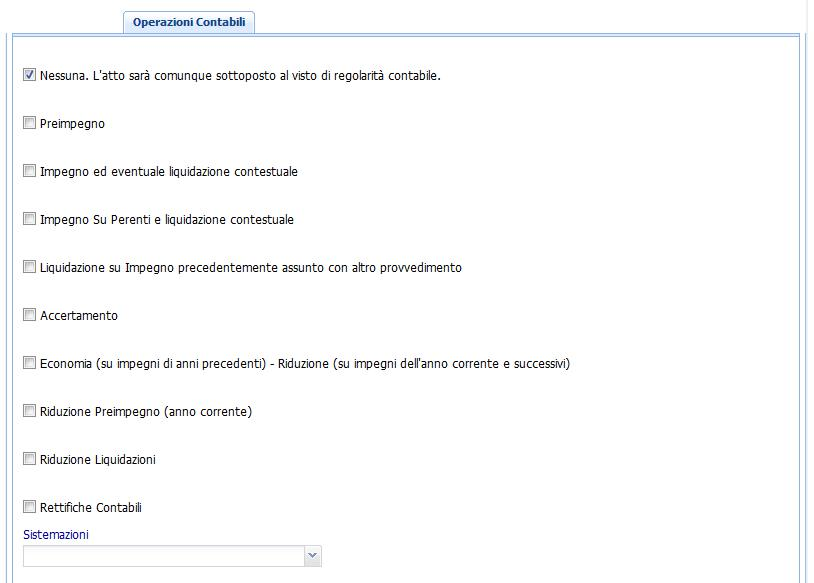 Operazioni Contabili
Nessuna. L'atto sarà comunque sottoposto al visto di regolarità contabile.
Preimpegno
Impegno ed eventuale liquidazione contestuale
Impegno Su Perenti e liquidazione contestuale
Liquidazione su Impegno precedentemente assunto con altro provvedimento
Accertamento
Economia (su impegni di anni precedenti) - Riduzione (su impegni dell'anno corrente e successivi)
Riduzione Preimpegno (anno corrente)
Riduzione Liquidazioni
Rettifiche Contabili
Sistemazioni